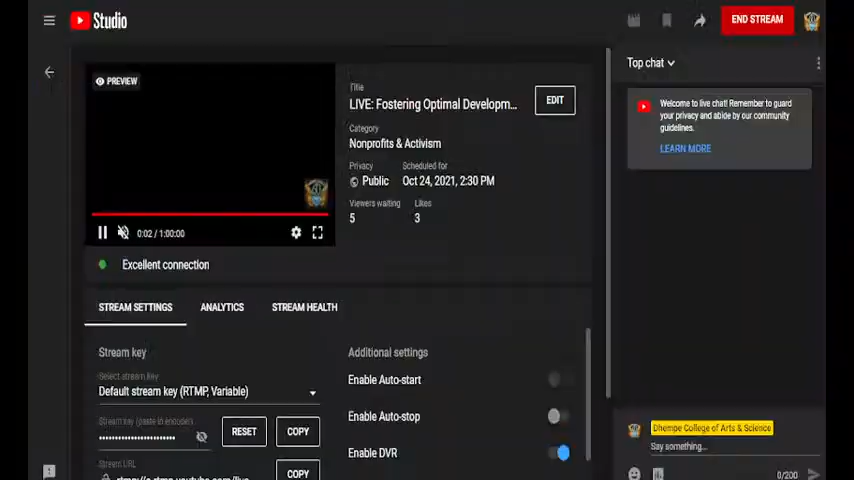 Studio
END STREAM
PREVIEW
0:02 / 1:00:00
Title
LIVE: Fostering Optimal Developm...
EDIT
Category
Nonprofits & Activism
Privacy
Scheduled for
Public
Oct 24, 2021, 2:30 PM
Viewers waiting
Likes
5
3
Excellent connection
STREAM SETTINGS
ANALYTICS
STREAM HEALTH
Stream key
Select stream key
Default stream key (RTMP, Variable)
Stream key (paste in encoder)
RESET
COPY
Stream URL
COPY
Additional settings
Enable Auto-start
Enable Auto-stop
Enable DVR
Top chat
Welcome to live chat! Remember to guard
your privacy and abide by our community
guidelines.
LEARN MORE
Dhempe College of Arts & Science
Say something...
0/200